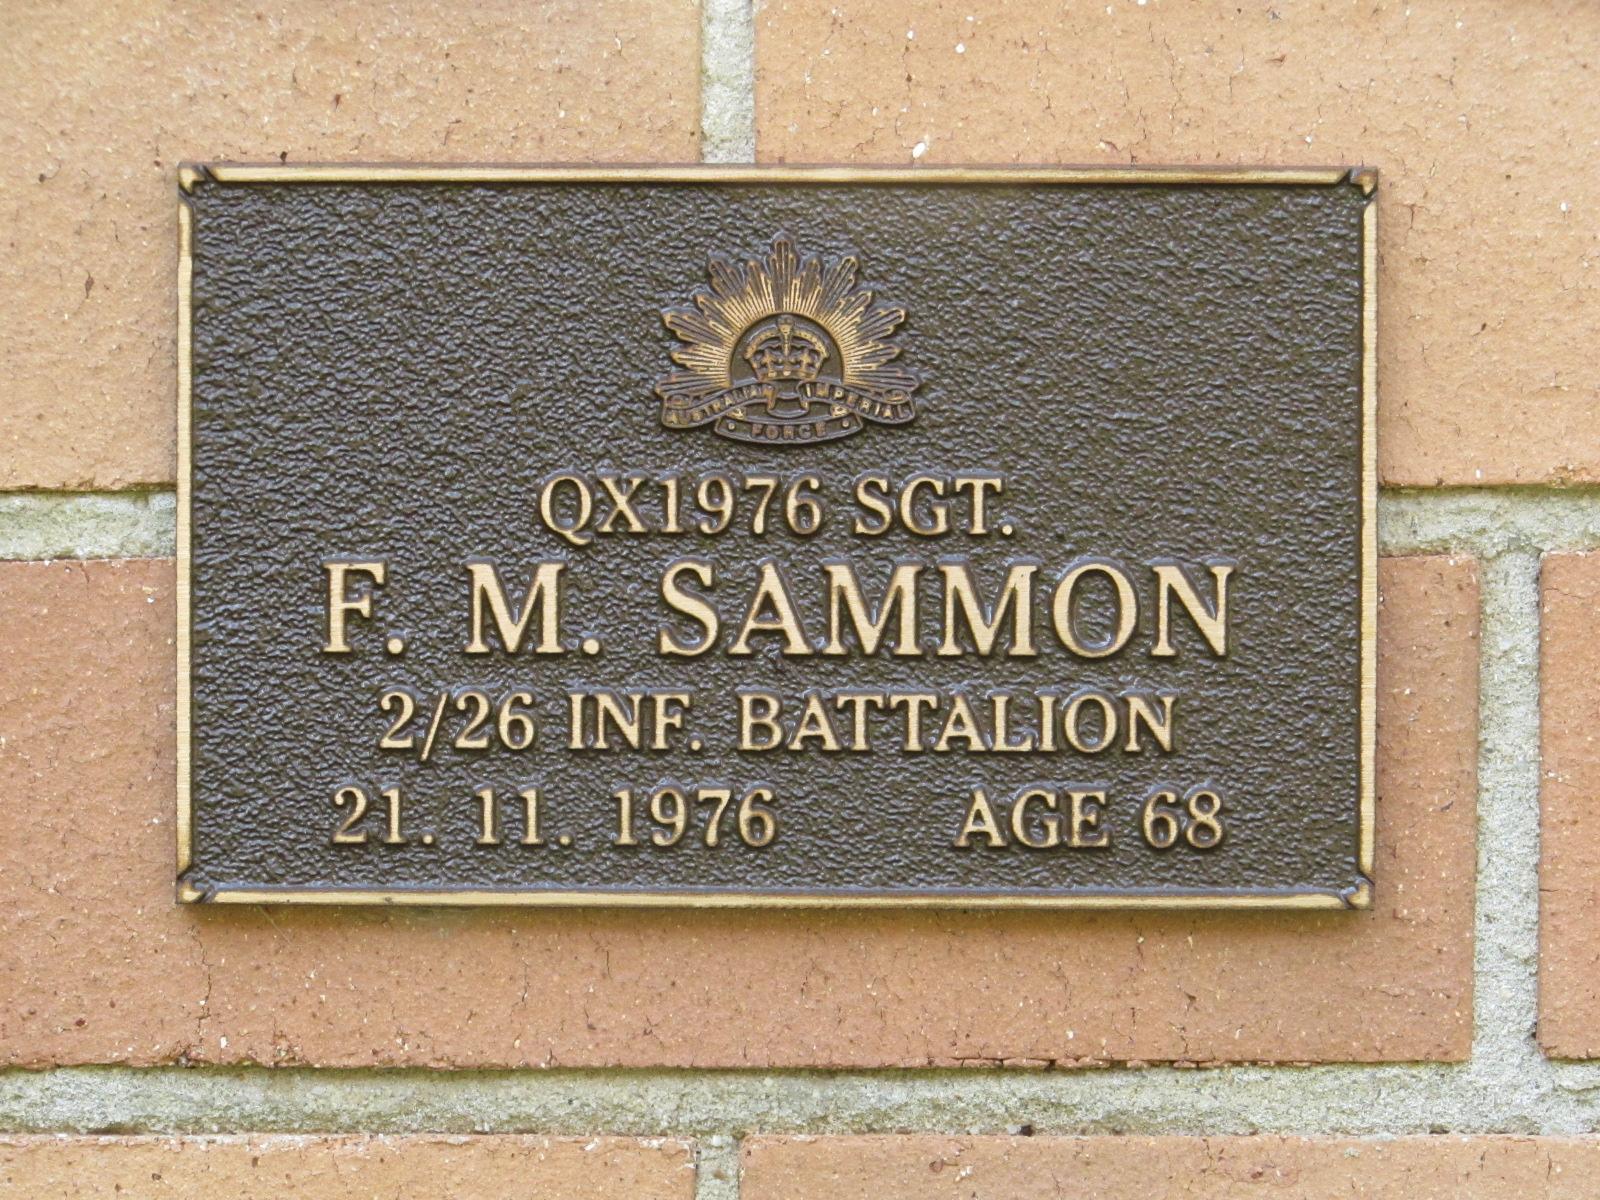 AUSTRALIAN IMPERIAL
FORCE
QX1976 SGT.
F. M. SAMMON
2/26 INF. BATTALION
21. 11. 1976 AGE 68